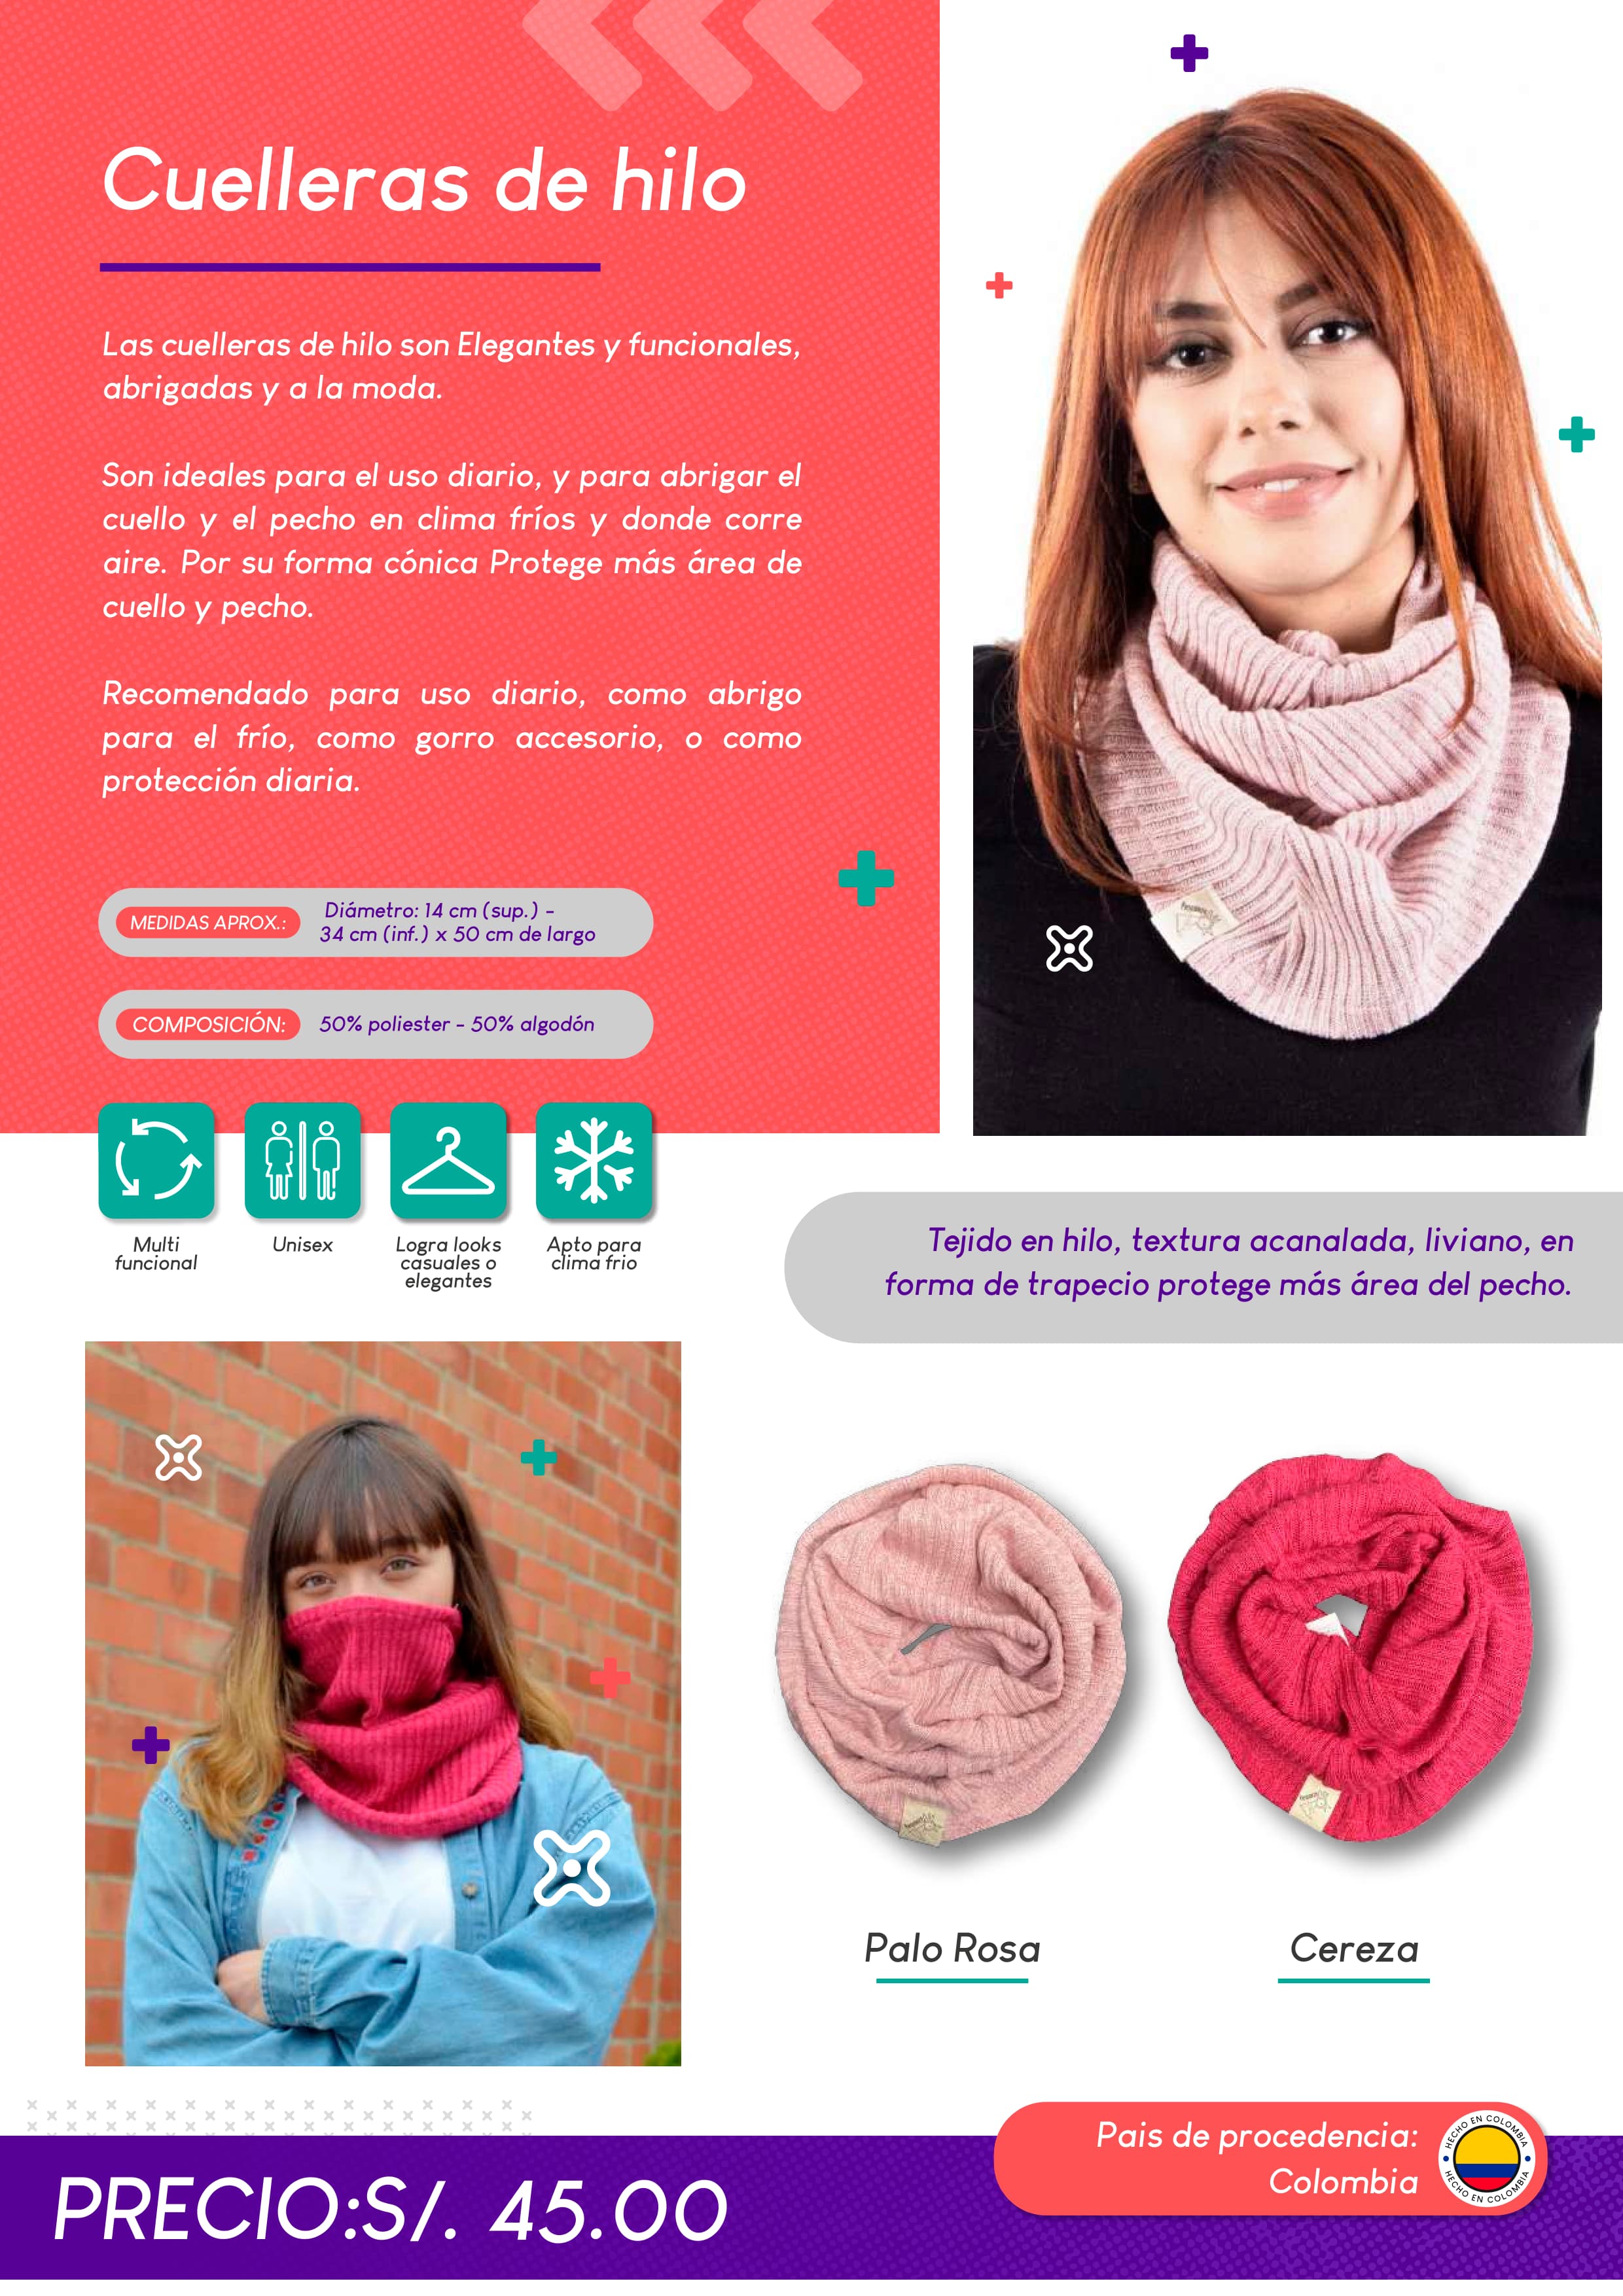 Cuelleras de hilo
Las cuelleras de hilo son Elegantes y funcionales,
abrigadas y a la moda.
Son ideales para el uso diario, y para abrigar el
cuello y el pecho en clima fríos y donde corre
aire. Por su forma cónica Protege más área de
cuello y pecho.
Recomendado para uso diario, como abrigo
para el frío, como gorro accesorio, o como
protección diaria.
MEDIDAS APROX.:
Diámetro: 14 cm (sup.) -
34 cm (inf.) x 50 cm de largo
COMPOSICIÓN:
50% poliester - 50% algodón
Multi
funcional
Unisex
Logra looks
casuales o
elegantes
Apto para
clima frio
Tejido en hilo, textura acanalada, liviano, en
forma de trapecio protege más área del pecho.
Palo Rosa
Cereza
Pais de procedencia:
Colombia
HECHO EN COLOMBIA
HECHO EN COLOMBIA
PRECIO:S/. 45.00